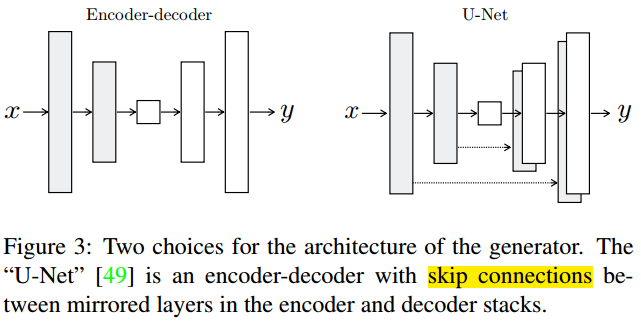 Encoder-decoder
U-Net
x
y
x
y
Figure 3: Two choices for the architecture of the generator. The
“U-Net” [49] is an encoder-decoder with skip connections be-
tween mirrored layers in the encoder and decoder stacks.